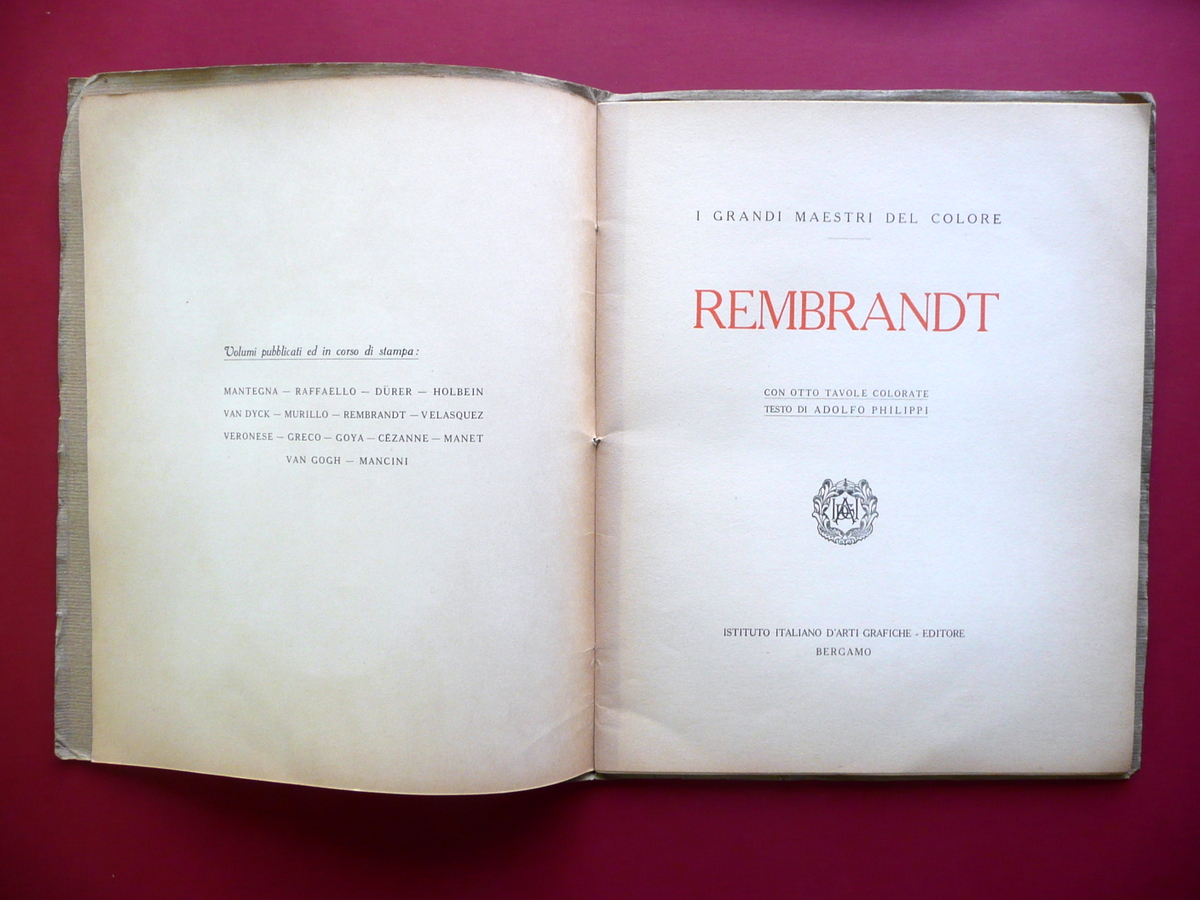 Volumi pubblicati ed in corso di stampa:
MANTEGNA — RAFFAELLO — DÜRER — HOLBEIN
VAN DYCK — MURILLO — REMBRANDT — VELASQUEZ
VERONESE — GRECO — GOYA — CÉZANNE — MANET
VAN GOGH — MANCINI
I GRANDI MAESTRI DEL COLORE
REMBRANDT
CON OTTO TAVOLE COLORATE
TESTO DI ADOLFO PHILIPPI
ISTITUTO ITALIANO D'ARTI GRAFICHE - EDITORE
BERGAMO